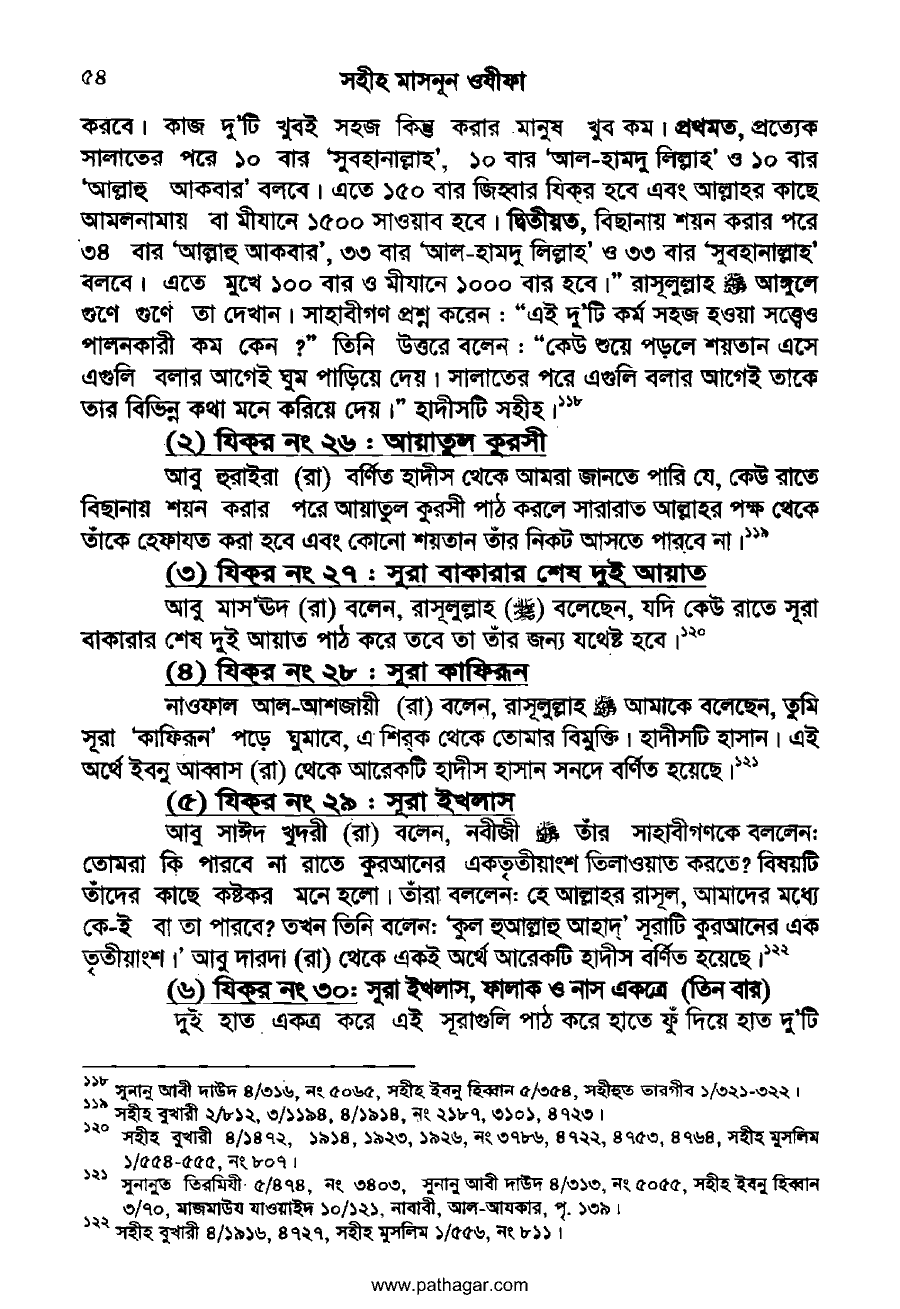 ৫৪ সহীহ মাসনূন ওযীফা
করবে। কাজ দু'টি খুবই সহজ কিন্তু করার মানুষ খুব কম। প্রথমত, প্রত্যেক
সালাতের পরে ১০ বার 'সুবহানাল্লাহ', ১০ বার 'আল-হামদু লিল্লাহ' ও ১০ বার
'আল্লাহু আকবার' বলবে। এতে ১৫০ বার জিহ্বার যিক্‌র হবে এবং আল্লাহর কাছে
আমলনামায় বা মীযানে ১৫০০ সাওয়াব হবে। দ্বিতীয়ত, বিছানায় শয়ন করার পরে
৩৪ বার 'আল্লাহু আকবার', ৩৩ বার 'আল-হামদু লিল্লাহ' ও ৩৩ বার 'সুবহানাল্লাহ'
বলবে। এতে মুখে ১০০ বার ও মীযানে ১০০০ বার হবে।" রাসূলুল্লাহ ﷺ আঙ্গুলে
গুণে গুণে তা দেখান। সাহাবীগণ প্রশ্ন করেন : "এই দু'টি কর্ম সহজ হওয়া সত্ত্বেও
পালনকারী কম কেন ?" তিনি উত্তরে বলেন : "কেউ শুয়ে পড়লে শয়তান এসে
এগুলি বলার আগেই ঘুম পাড়িয়ে দেয়। সালাতের পরে এগুলি বলার আগেই তাকে
তার বিভিন্ন কথা মনে করিয়ে দেয়।" হাদীসটি সহীহ।১১৮
(২) যিক্‌র নং ২৬ : আয়াতুল কুরসী
আবু হুরাইরা (রা) বর্ণিত হাদীস থেকে আমরা জানতে পারি যে, কেউ রাতে
বিছানায় শয়ন করার পরে আয়াতুল কুরসী পাঠ করলে সারারাত আল্লাহর পক্ষ থেকে
তাঁকে হেফাযত করা হবে এবং কোনো শয়তান তাঁর নিকট আসতে পারবে না।১১৯
(৩) যিক্‌র নং ২৭ : সূরা বাকারার শেষ দুই আয়াত
আবু মাস'ঊদ (রা) বলেন, রাসূলুল্লাহ (ﷺ) বলেছেন, যদি কেউ রাতে সূরা
বাকারার শেষ দুই আয়াত পাঠ করে তবে তা তাঁর জন্য যথেষ্ট হবে।১২০
(৪) যিক্‌র নং ২৮ : সূরা কাফিরূন
নাওফাল আল-আশজায়ী (রা) বলেন, রাসূলুল্লাহ ﷺ আমাকে বলেছেন, তুমি
সূরা 'কাফিরূন' পড়ে ঘুমাবে, এ শির্‌ক থেকে তোমার বিমুক্তি। হাদীসটি হাসান। এই
অর্থে ইবনু আব্বাস (রা) থেকে আরেকটি হাদীস হাসান সনদে বর্ণিত হয়েছে।১২১
(৫) যিক্‌র নং ২৯ : সূরা ইখলাস
আবু সাঈদ খুদরী (রা) বলেন, নবীজী ﷺ তাঁর সাহাবীগণকে বললেন:
তোমরা কি পারবে না রাতে কুরআনের একতৃতীয়াংশ তিলাওয়াত করতে? বিষয়টি
তাঁদের কাছে কষ্টকর মনে হলো। তাঁরা বললেন: হে আল্লাহর রাসূল, আমাদের মধ্যে
কে-ই বা তা পারবে? তখন তিনি বলেন: 'কুল হুআল্লাহু আহাদ্‌' সূরাটি কুরআনের এক
তৃতীয়াংশ।' আবু দারদা (রা) থেকে একই অর্থে আরেকটি হাদীস বর্ণিত হয়েছে।১২২
(৬) যিক্‌র নং ৩০: সূরা ইখলাস, ফালাক ও নাস একত্রে (তিন বার)
দুই হাত একত্র করে এই সূরাগুলি পাঠ করে হাতে ফুঁ দিয়ে হাত দু'টি
১১৮ সুনানু আবী দাউদ ৪/৩১৬, নং ৫০৬৫, সহীহ ইবনু হিব্বান ৫/৩৫৪, সহীহুত তারগীব ১/৩২১-৩২২।
১১৯ সহীহ বুখারী ২/৮১২, ৩/১১৯৪, ৪/১৯১৪, নং ২১৮৭, ৩১০১, ৪৭২৩।
১২০ সহীহ বুখারী ৪/১৪৭২, ১৯১৪, ১৯২৩, ১৯২৬, নং ৩৭৮৬, ৪৭২২, ৪৭৫৩, ৪৭৬৪, সহীহ মুসলিম
১/৫৫৪-৫৫৫, নং ৮০৭।
১২১ সুনানুত তিরমিযী ৫/৪৭৪, নং ৩৪০৩, সুনানু আবী দাউদ ৪/৩১৩, নং ৫০৫৫, সহীহ ইবনু হিব্বান
৩/৭০, মাজমাউয যাওয়াইদ ১০/১২১, নাবাবী, আল-আযকার, পৃ. ১৩৯।
১২২ সহীহ বুখারী ৪/১৯১৬, ৪৭২৭, সহীহ মুসলিম ১/৫৫৬, নং ৮১১।
www.pathagar.com